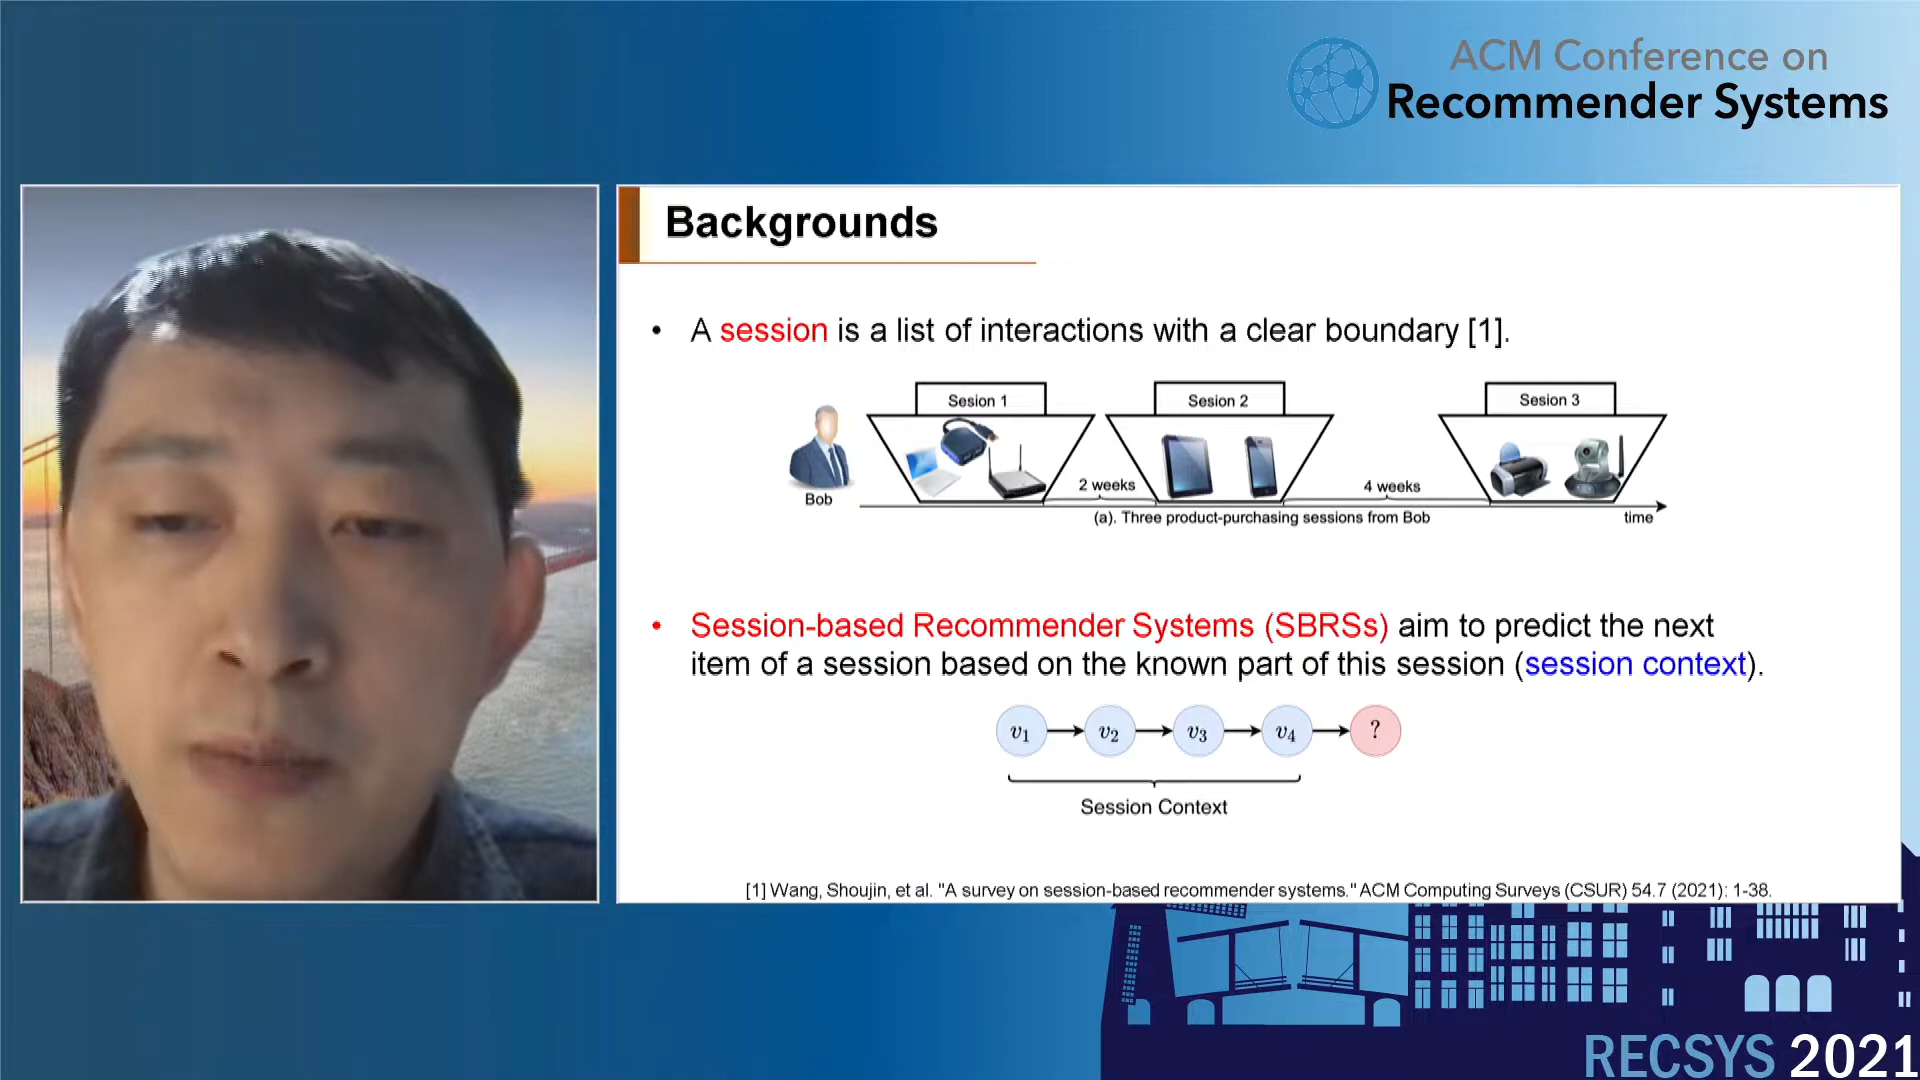 ACM Conference on
Recommender Systems
Backgrounds
• A session is a list of interactions with a clear boundary [1].
Sesion 1
Sesion 2
Sesion 3
2 weeks
4 weeks
Bob
(a). Three product-purchasing sessions from Bob
time
• Session-based Recommender Systems (SBRSs) aim to predict the next
item of a session based on the known part of this session (session context).
v1 v2 v3 v4 ?
Session Context
[1] Wang, Shoujin, et al. "A survey on session-based recommender systems." ACM Computing Surveys (CSUR) 54.7 (2021): 1-38.
RECSYS 2021